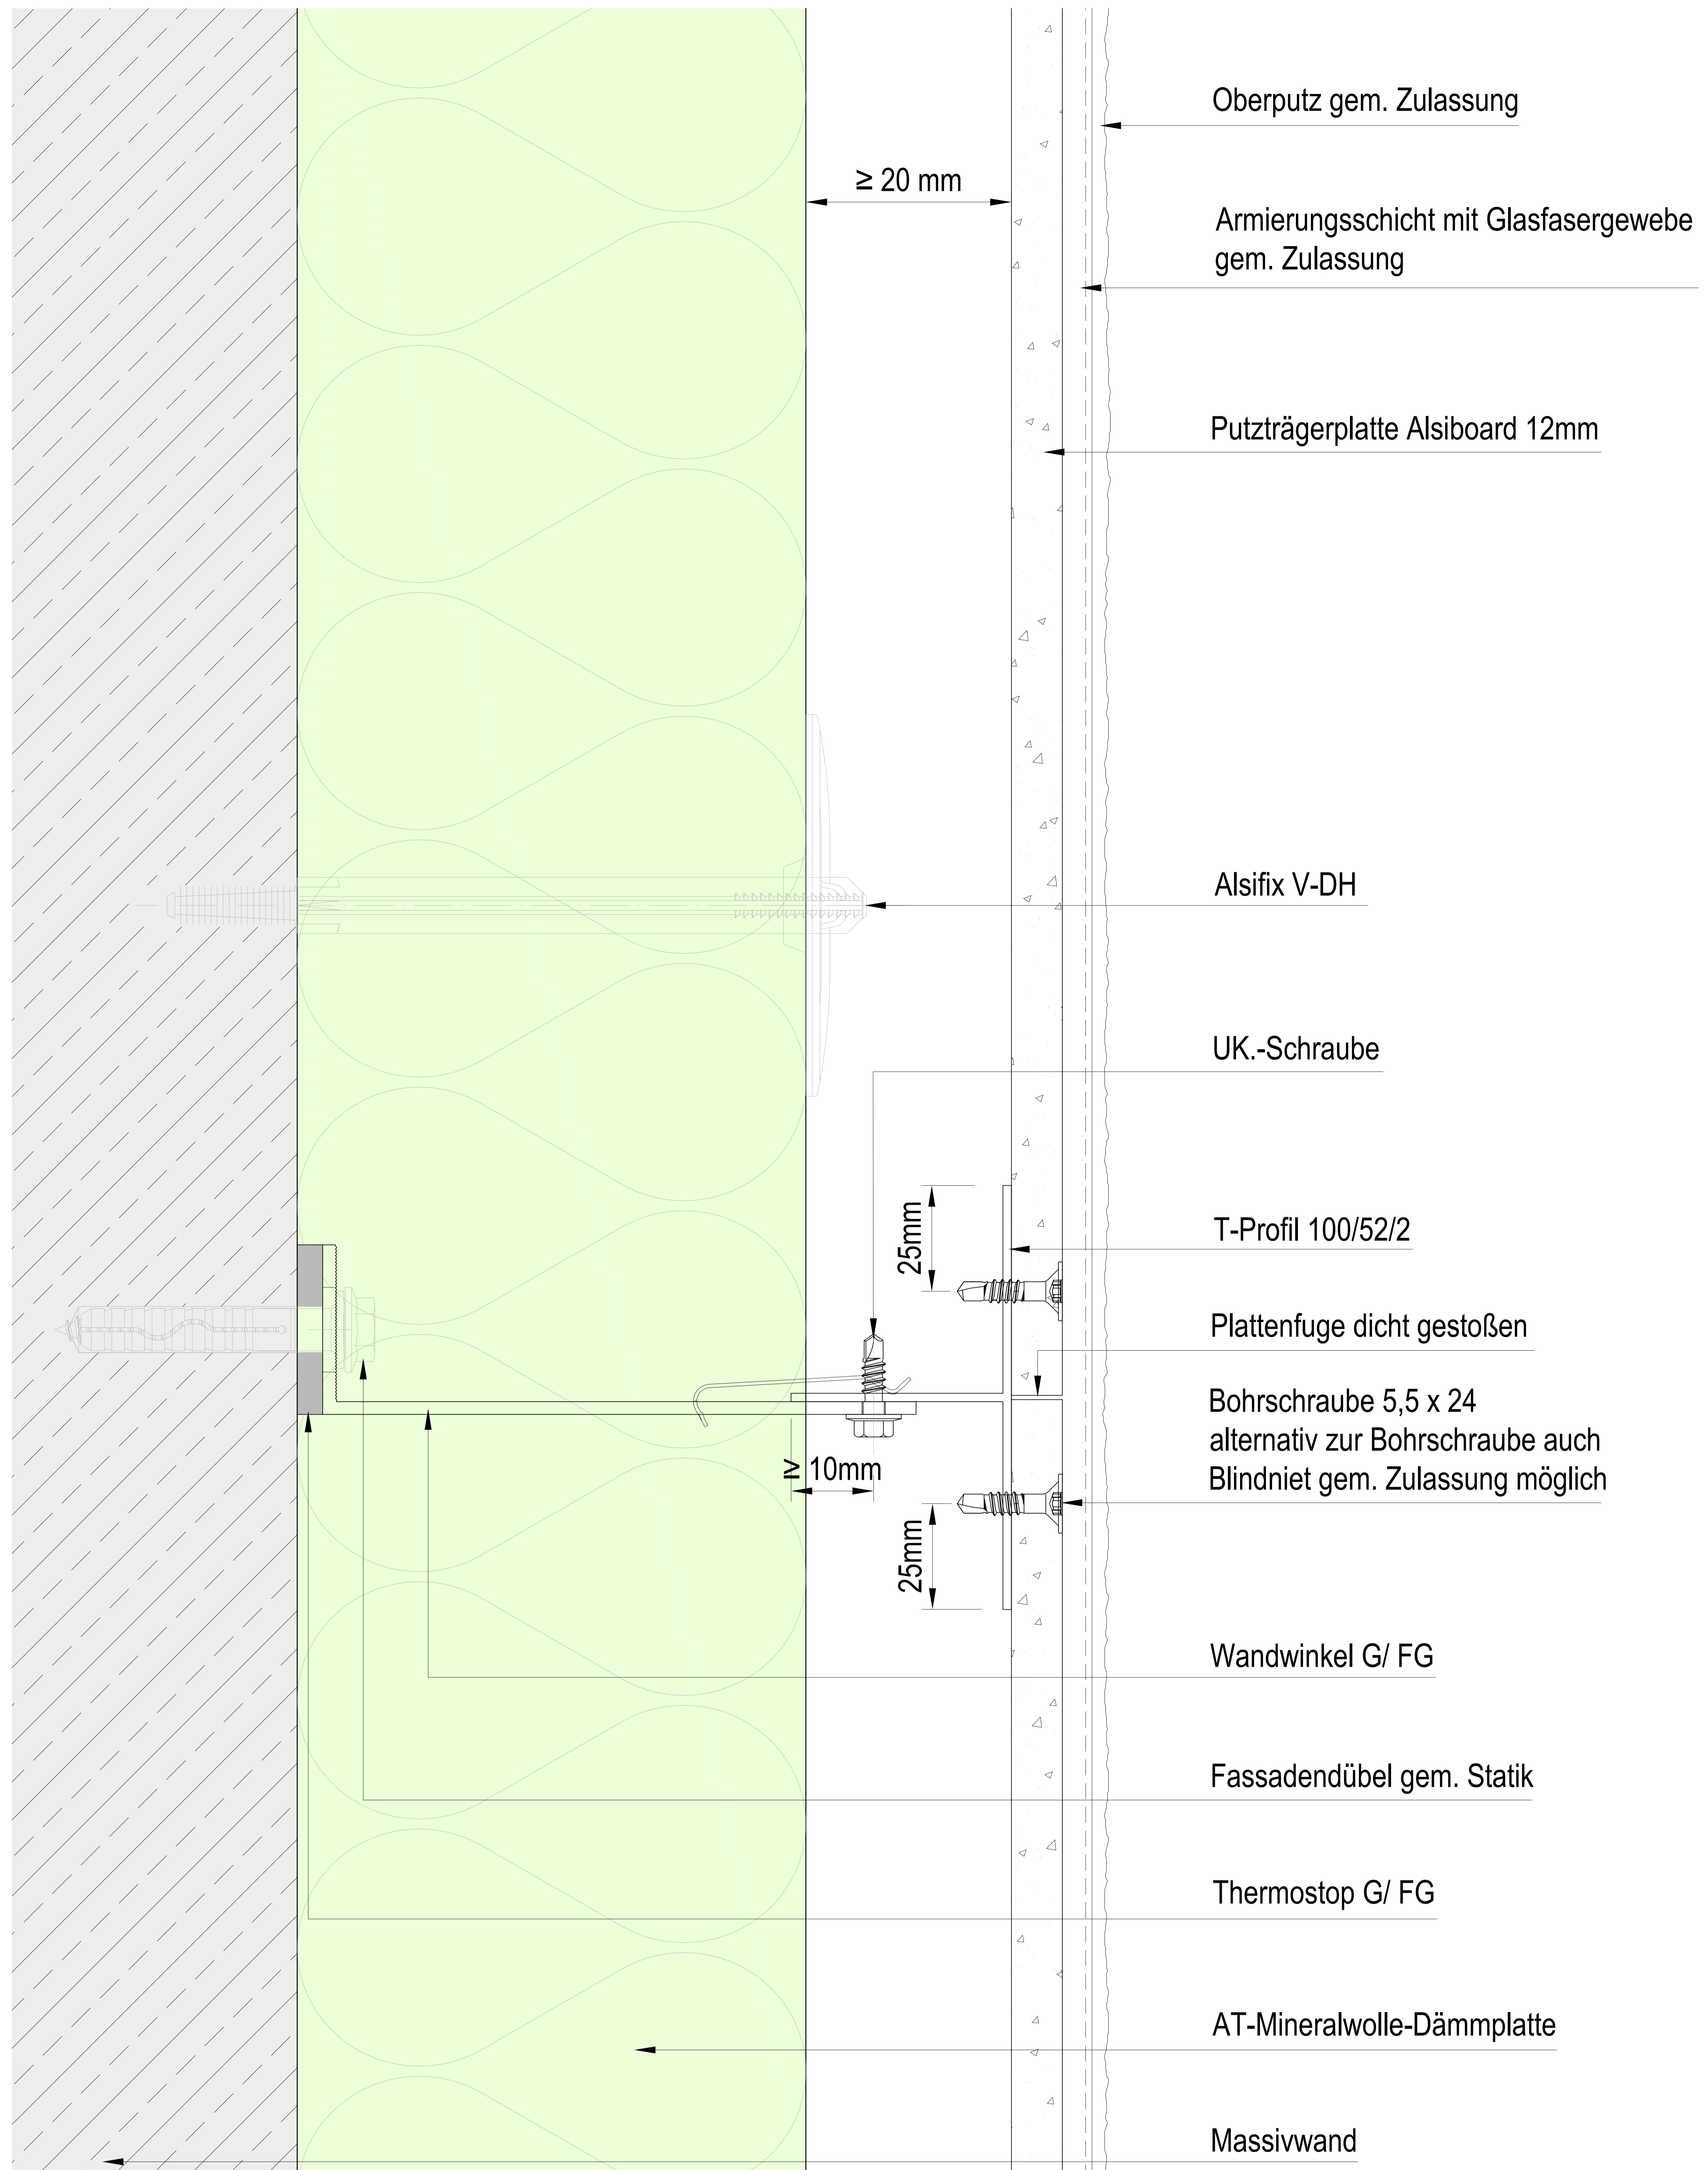 Oberputz gem. Zulassung
≥ 20 mm
Armierungsschicht mit Glasfasergewebe
gem. Zulassung
Putzträgerplatte Alsiboard 12mm
Alsifix V-DH
UK.-Schraube
25mm
T-Profil 100/52/2
Plattenfuge dicht gestoßen
Bohrschraube 5,5 x 24
alternativ zur Bohrschraube auch
Blindniet gem. Zulassung möglich
≥ 10mm
25mm
Wandwinkel G/ FG
Fassadendübel gem. Statik
Thermostop G/ FG
AT-Mineralwolle-Dämmplatte
Massivwand